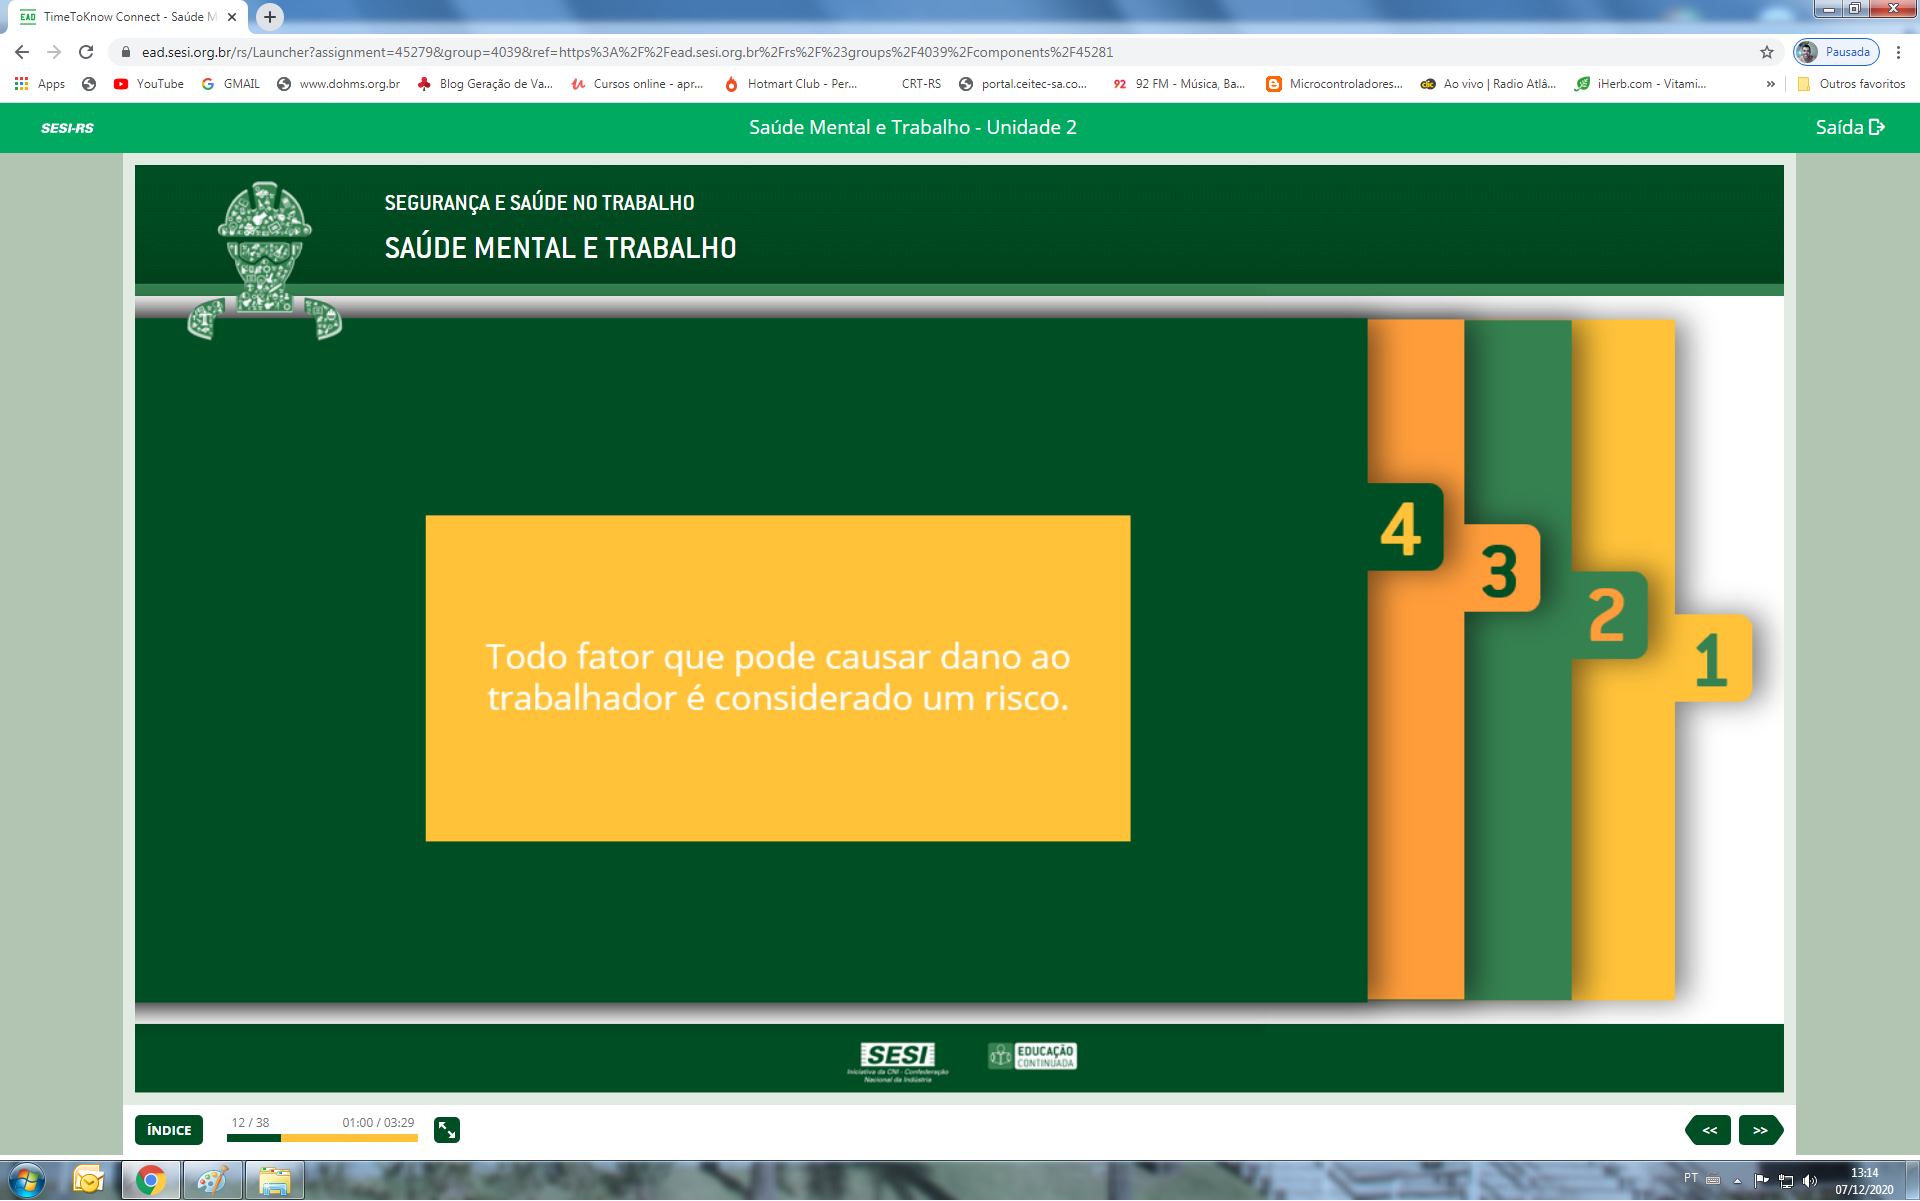 EAD
TimeToKnow Connect - Saúde M
ead.sesi.org.br/rs/Launcher?assignment=45279&group=4039&ref=https%3A%2F%2Fead.sesi.org.br%2Frs%2F%23groups%2F4039%2Fcomponents%2F45281
Pausada
Apps
YouTube
GMAIL
www.dohms.org.br
Blog Geração de Va...
Cursos online - apr...
Hotmart Club - Per...
CRT-RS
portal.ceitec-sa.co...
92 92 FM - Música, Ba...
Microcontroladores...
Ao vivo | Radio Atlâ...
iHerb.com - Vitami...
»
Outros favoritos
SESI-RS
Saúde Mental e Trabalho - Unidade 2
Saída
SEGURANÇA E SAÚDE NO TRABALHO
SAÚDE MENTAL E TRABALHO
T
4
3
2
1
Todo fator que pode causar dano ao
trabalhador é considerado um risco.
SESI
Iniciativa da CNI - Confederação
Nacional da Indústria
EDUCAÇÃO
CONTINUADA
ÍNDICE
12 / 38
01:00 / 03:29
<<
>>
PT
13:14
07/12/2020